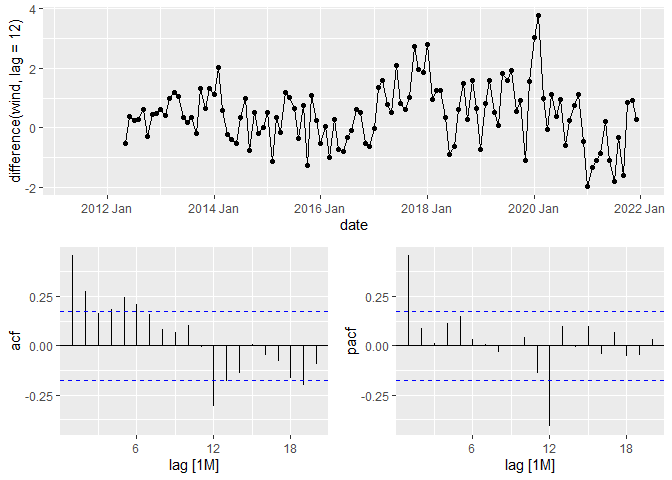 4
2
0
-2
difference(wind, lag = 12)
2012 Jan 2014 Jan 2016 Jan 2018 Jan 2020 Jan 2022 Jan
date
0.25
0.00
-0.25
acf
6 12 18
lag [1M]
0.25
0.00
-0.25
pacf
6 12 18
lag [1M]